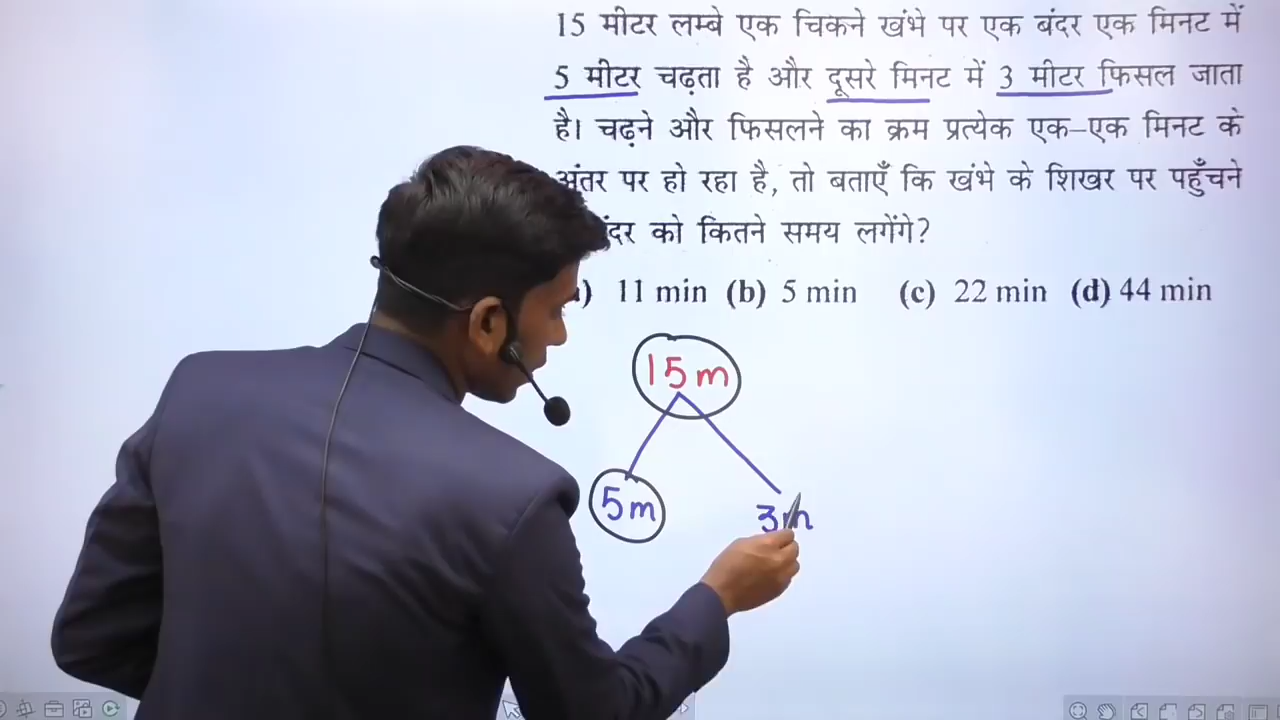 15 मीटर लम्बे एक चिकने खंभे पर एक बंदर एक मिनट में
5 मीटर चढ़ता है और दूसरे मिनट में 3 मीटर फिसल जाता
है। चढ़ने और फिसलने का क्रम प्रत्येक एक–एक मिनट के
अंतर पर हो रहा है, तो बताएँ कि खंभे के शिखर पर पहुँचने
को कितने समय लगेंगे?
11 min (b) 5 min (c) 22 min (d) 44 min
15m
5m 3m